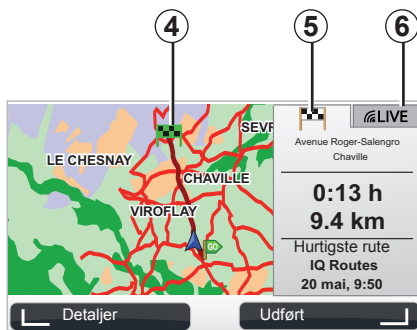 4 5 6
LIVE
SEVR
Avenue Roger-Salengro
Chaville
LE CHESNAY
CHAVILLE
0:13 h
VIROFLAY
9.4 km
GO
Hurtigste rute
IQ Routes
20 mai, 9:50
Detaljer Udført